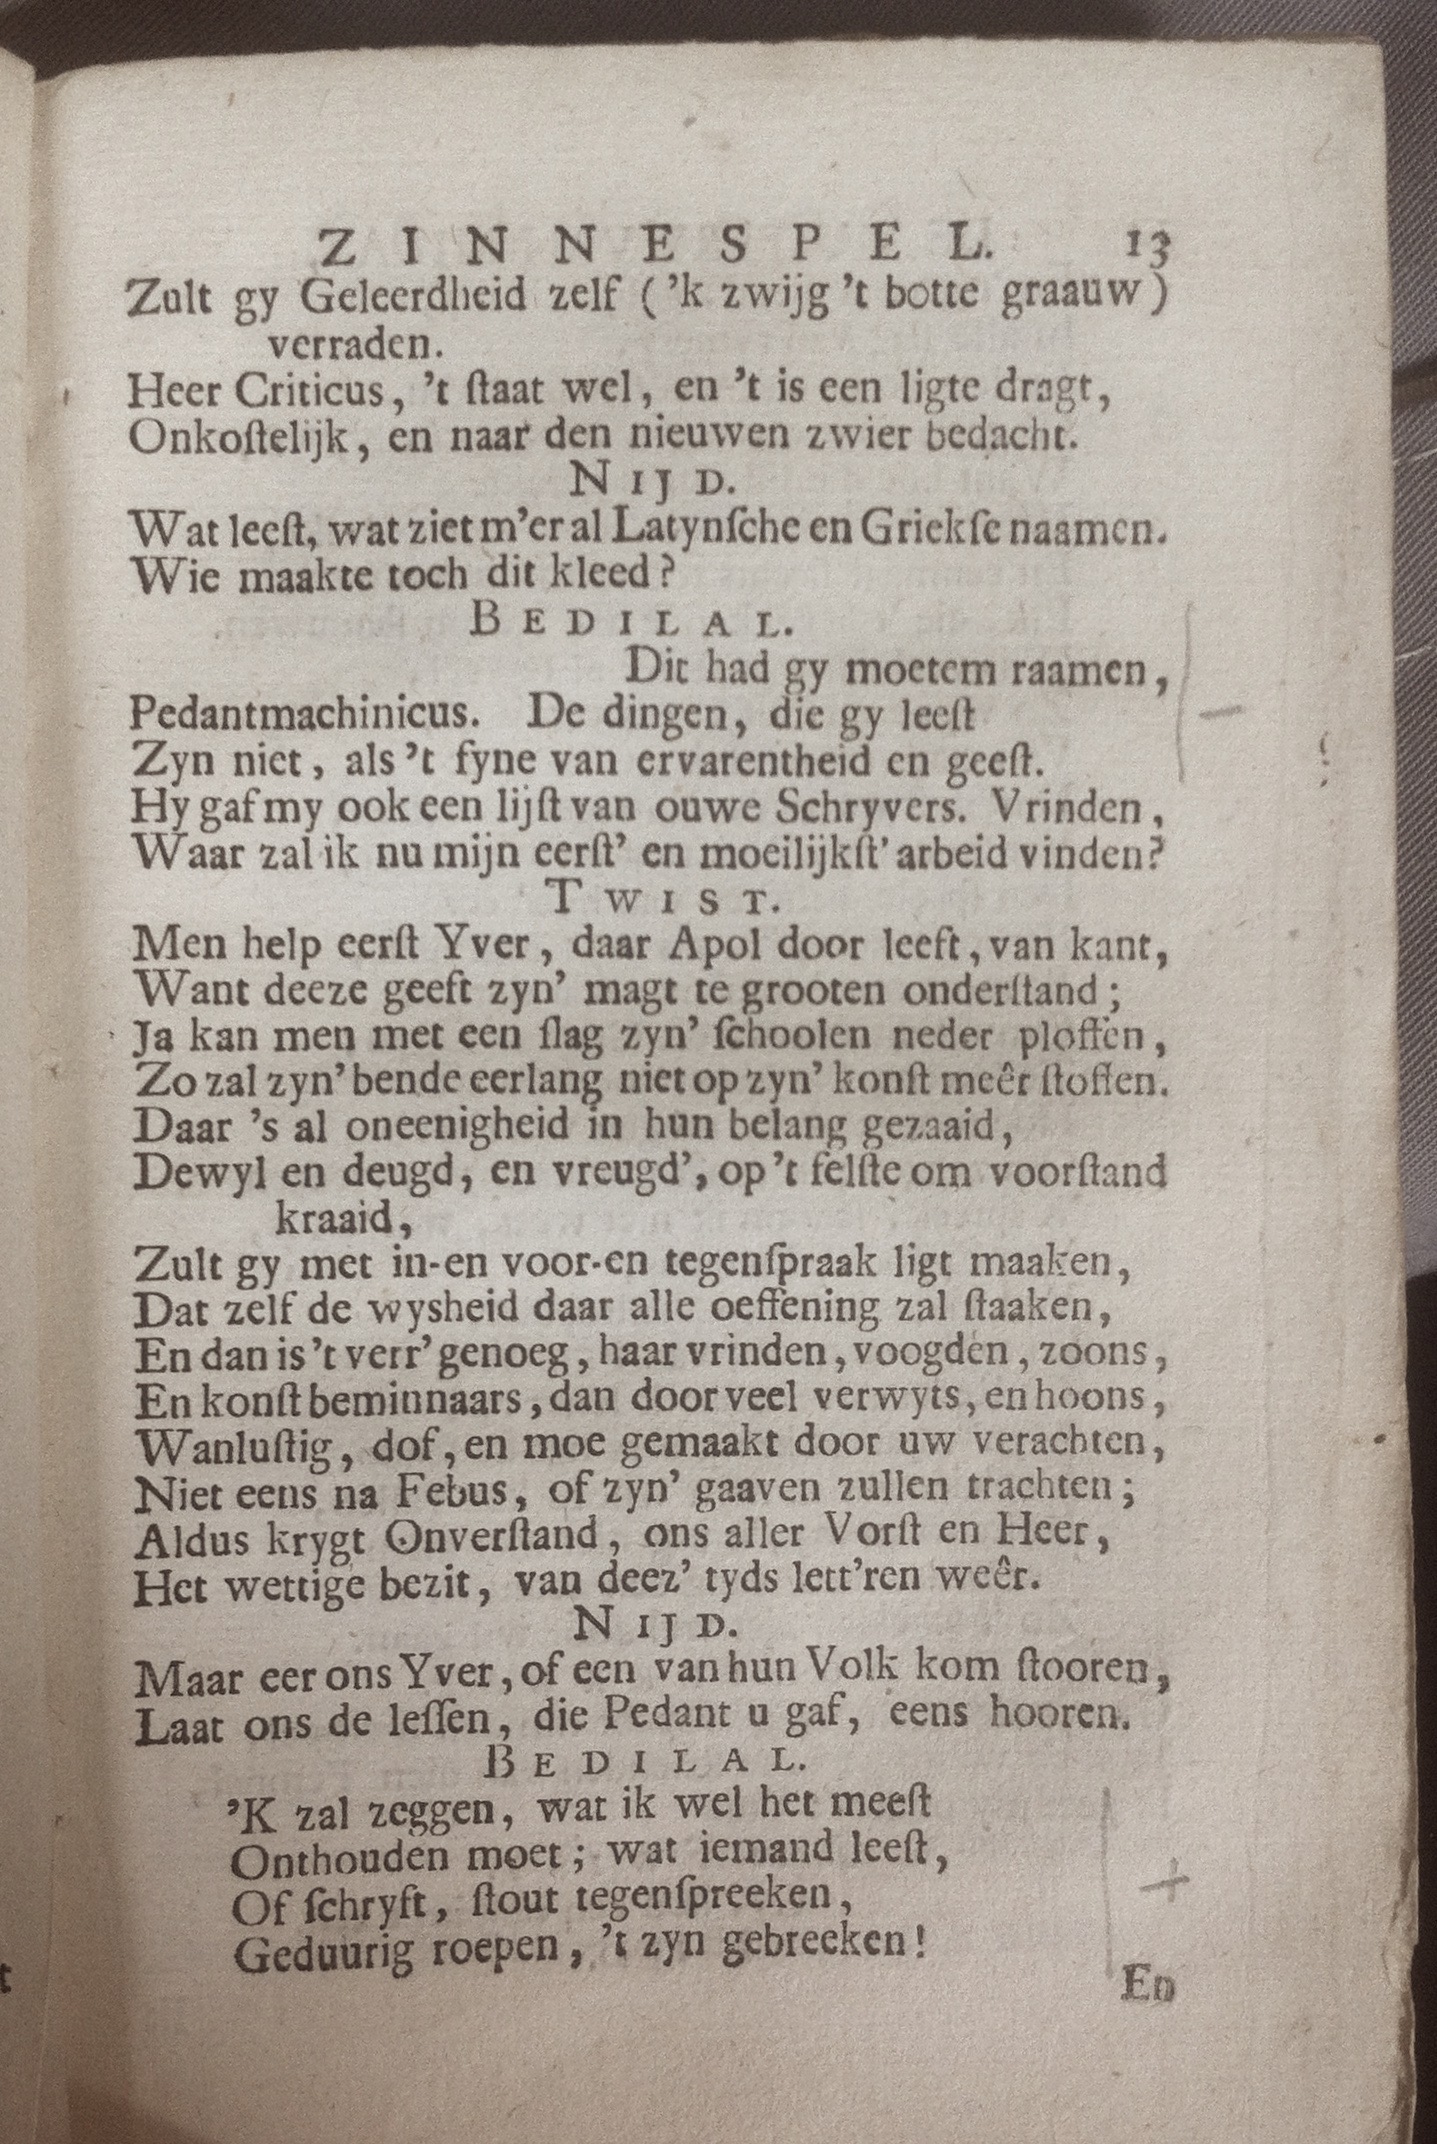 ZINNESPEL. 13
Zult gy Geleerdheid zelf ('k zwijg 't botte graauw)
verraden.
Heer Criticus, 't ſtaat wel, en 't is een ligte dragt,
Onkoſtelijk, en naar den nieuwen zwier bedacht.
NIJD.
Wat leeſt, wat ziet m'er al Latynſche en Griekſe naamen.
Wie maakte toch dit kleed?
BEDILAL.
Dit had gy moetem raamen,
Pedantmachinicus. De dingen, die gy leeſt
Zyn niet, als 't fyne van ervarentheid en geeſt.
Hy gaf my ook een lijſt van ouwe Schryvers. Vrinden,
Waar zal ik nu mijn eerſt' en moeilijkſt' arbeid vinden?
TWIST.
Men help eerſt Yver, daar Apol door leeft, van kant,
Want deeze geeft zyn' magt te grooten onderſtand;
Ja kan men met een ſlag zyn' ſchoolen neder ploffen,
Zo zal zyn' bende eerlang niet op zyn' konſt meêr ſtoffen.
Daar 's al oneenigheid in hun belang gezaaid,
Dewyl en deugd, en vreugd', op 't felſte om voorſtand
kraaid,
Zult gy met in-en voor-en tegenſpraak ligt maaken,
Dat zelf de wysheid daar alle oeffening zal ſtaaken,
En dan is 't verr' genoeg, haar vrinden, voogden, zoons,
En konſtbeminnaars, dan door veel verwyts, en hoons,
Wanluſtig, dof, en moe gemaakt door uw verachten,
Niet eens na Febus, of zyn' gaaven zullen trachten;
Aldus krygt Onverſtand, ons aller Vorſt en Heer,
Het wettige bezit, van deez' tyds lett'ren weêr.
NIJD.
Maar eer ons Yver, of een van hun Volk kom ſtooren,
Laat ons de leſſen, die Pedant u gaf, eens hooren.
BEDILAL.
'K zal zeggen, wat ik wel het meeſt
Onthouden moet; wat iemand leeſt,
Of ſchryft, ſtout tegenſpreeken,
Geduurig roepen, 't zyn gebreeken!
En